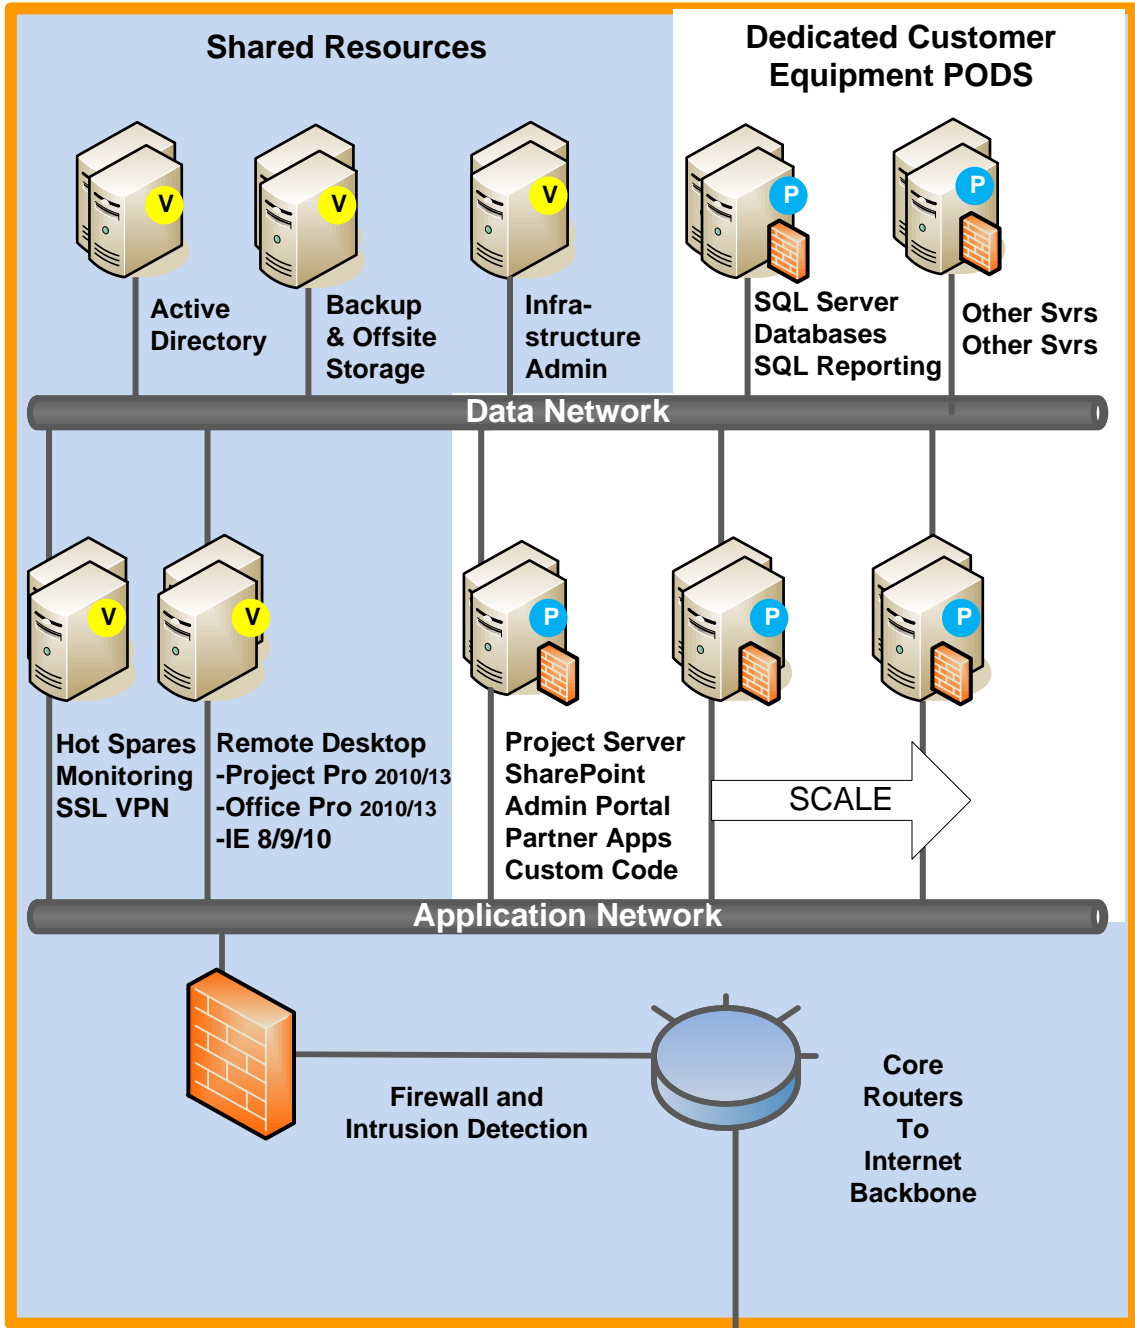 Shared Resources
Dedicated Customer
Equipment PODS
V
V
V
P
P
Active
Directory
Backup
& Offsite
Storage
Infra-
structure
Admin
SQL Server
Databases
SQL Reporting
Other Svrs
Other Svrs
Data Network
V
V
P
P
P
Hot Spares
Monitoring
SSL VPN
Remote Desktop
-Project Pro 2010/13
-Office Pro 2010/13
-IE 8/9/10
Project Server
SharePoint
Admin Portal
Partner Apps
Custom Code
SCALE
Application Network
Firewall and
Intrusion Detection
Core
Routers
To
Internet
Backbone